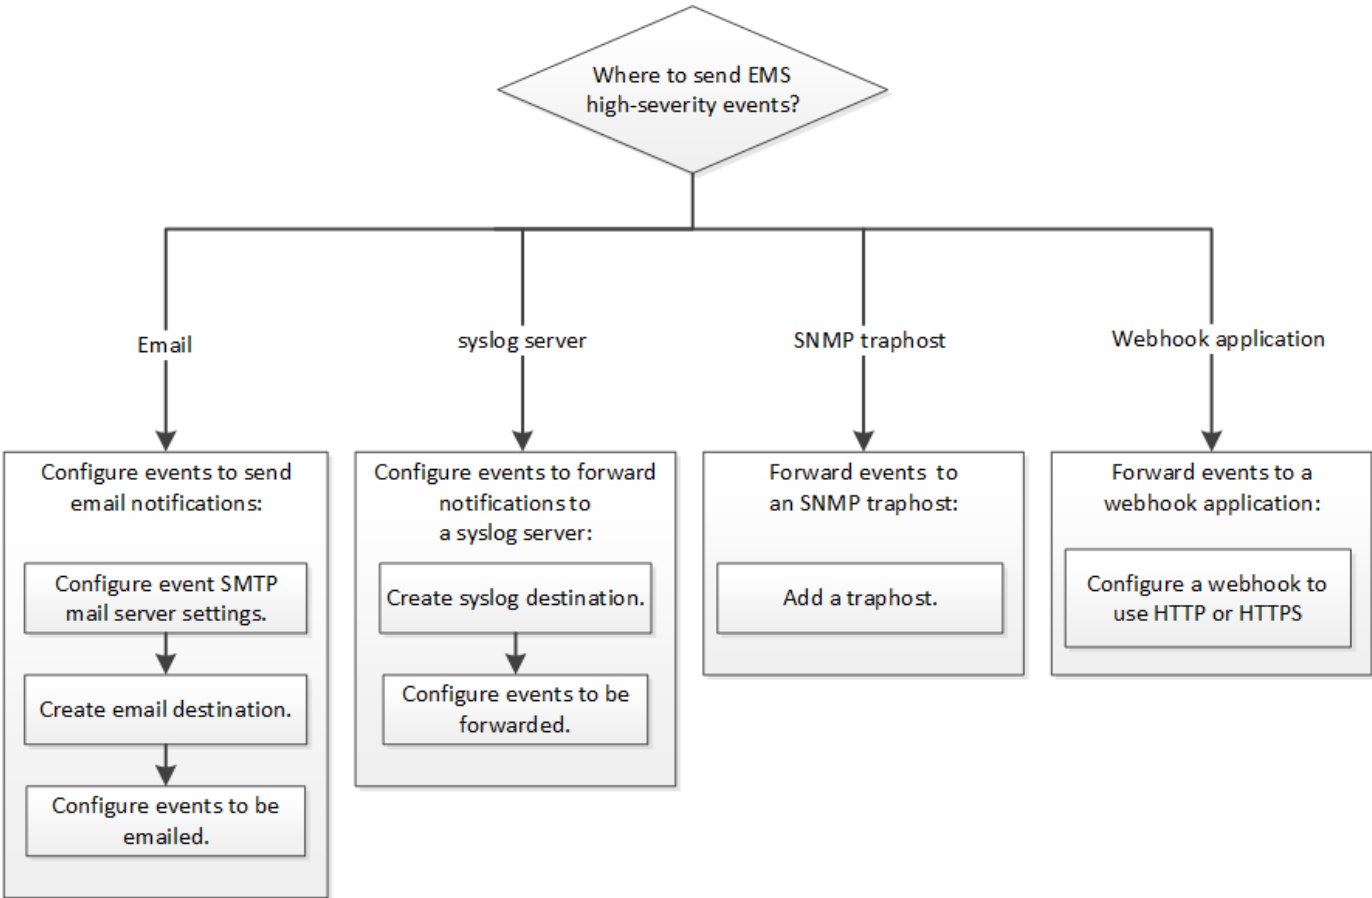 Where to send EMS
high-severity events?
Email
syslog server
SNMP traphost
Webhook application
Configure events to send
email notifications:
Configure event SMTP
mail server settings.
Create email destination.
Configure events to be
emailed.
Configure events to forward
notifications to
a syslog server:
Create syslog destination.
Configure events to be
forwarded.
Forward events to
an SNMP traphost:
Add a traphost.
Forward events to a
webhook application:
Configure a webhook to
use HTTP or HTTPS